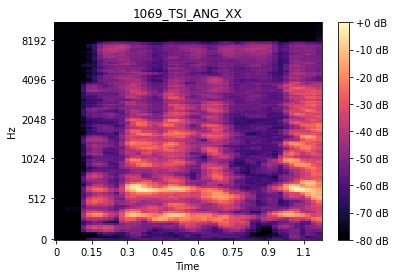 1069_TSI_ANG_XX
Hz
8192
4096
2048
1024
512
0
0 0.15 0.3 0.45 0.6 0.75 0.9 1.1
Time
+0 dB
-10 dB
-20 dB
-30 dB
-40 dB
-50 dB
-60 dB
-70 dB
-80 dB